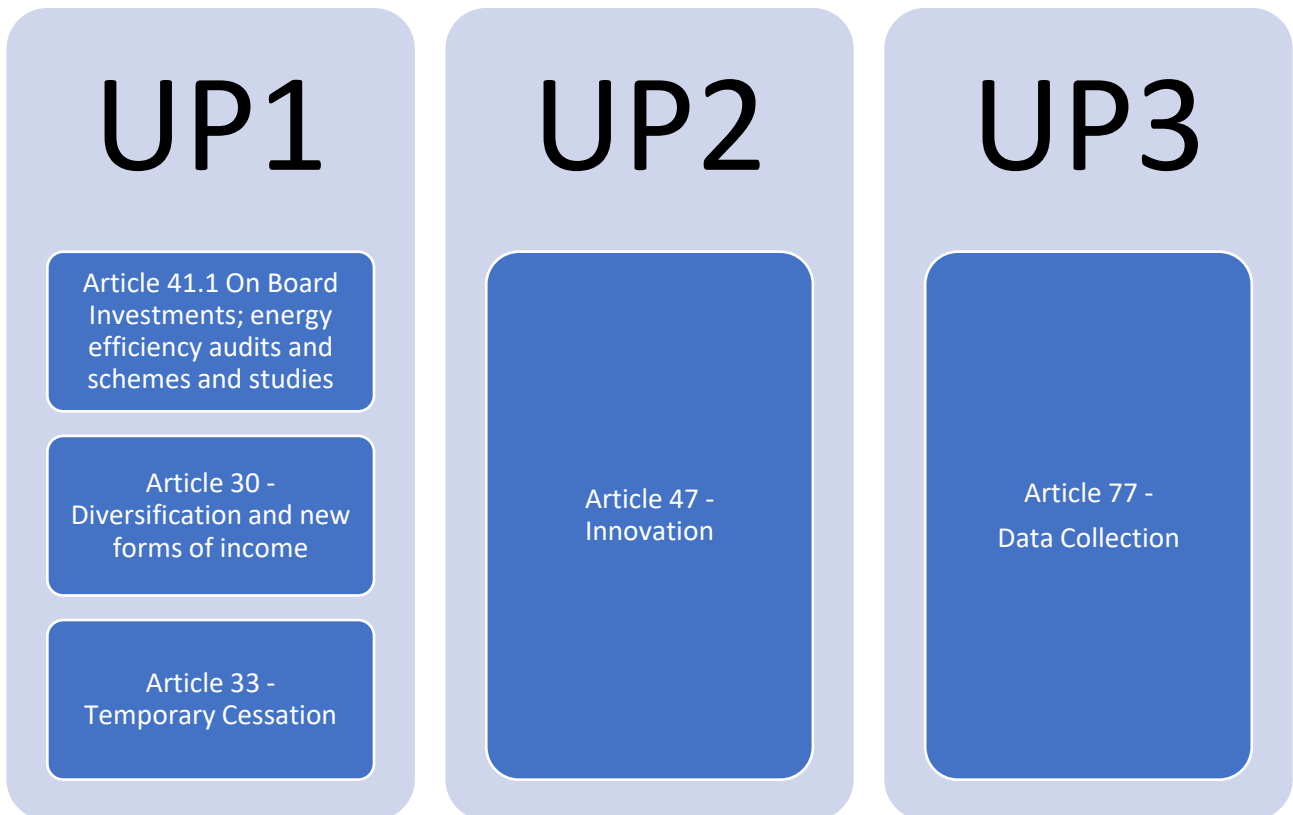 UP1
Article 41.1 On Board
Investments; energy
efficiency audits and
schemes and studies
Article 30 -
Diversification and new
forms of income
Article 33 -
Temporary Cessation
UP2
Article 47 -
Innovation
UP3
Article 77 -
Data Collection